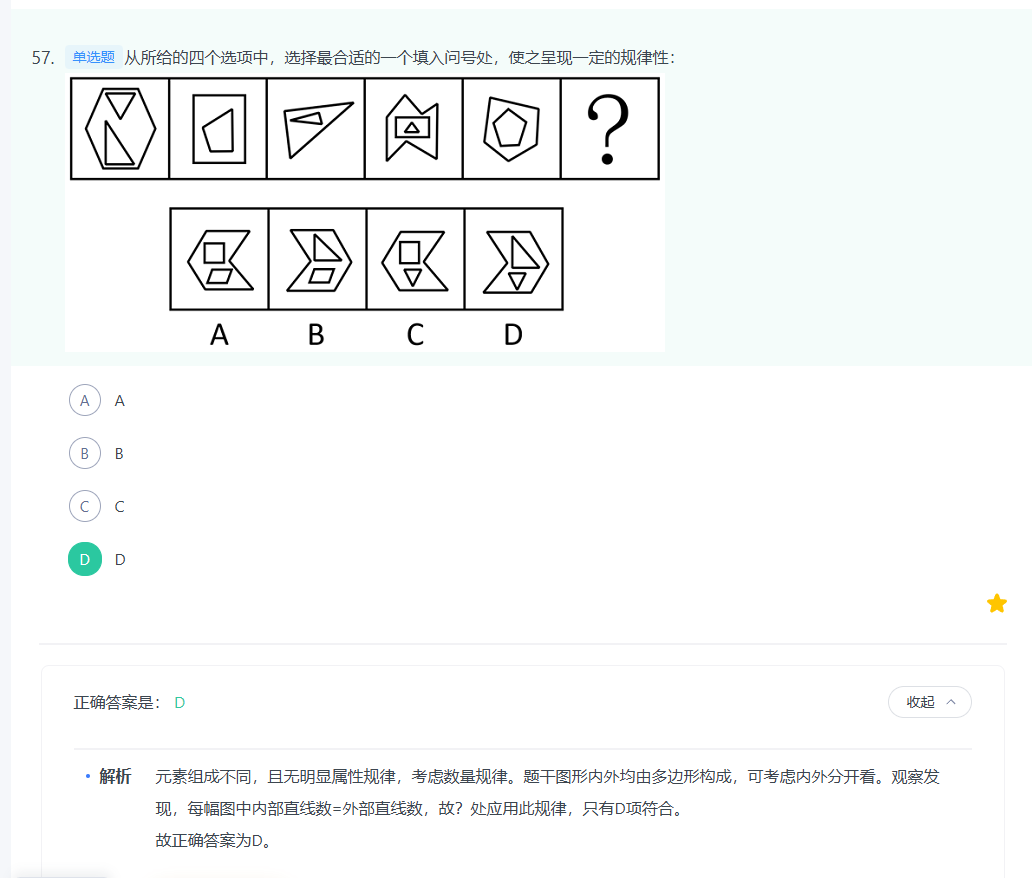 57. 单选题 从所给的四个选项中，选择最合适的一个填入问号处，使之呈现一定的规律性：
?
A B C D
A A
B B
C C
D D
正确答案是： D 收起
• 解析 元素组成不同，且无明显属性规律，考虑数量规律。题干图形内外均由多边形构成，可考虑内外分开看。观察发
现，每幅图中内部直线数=外部直线数，故？处应用此规律，只有D项符合。
故正确答案为D。